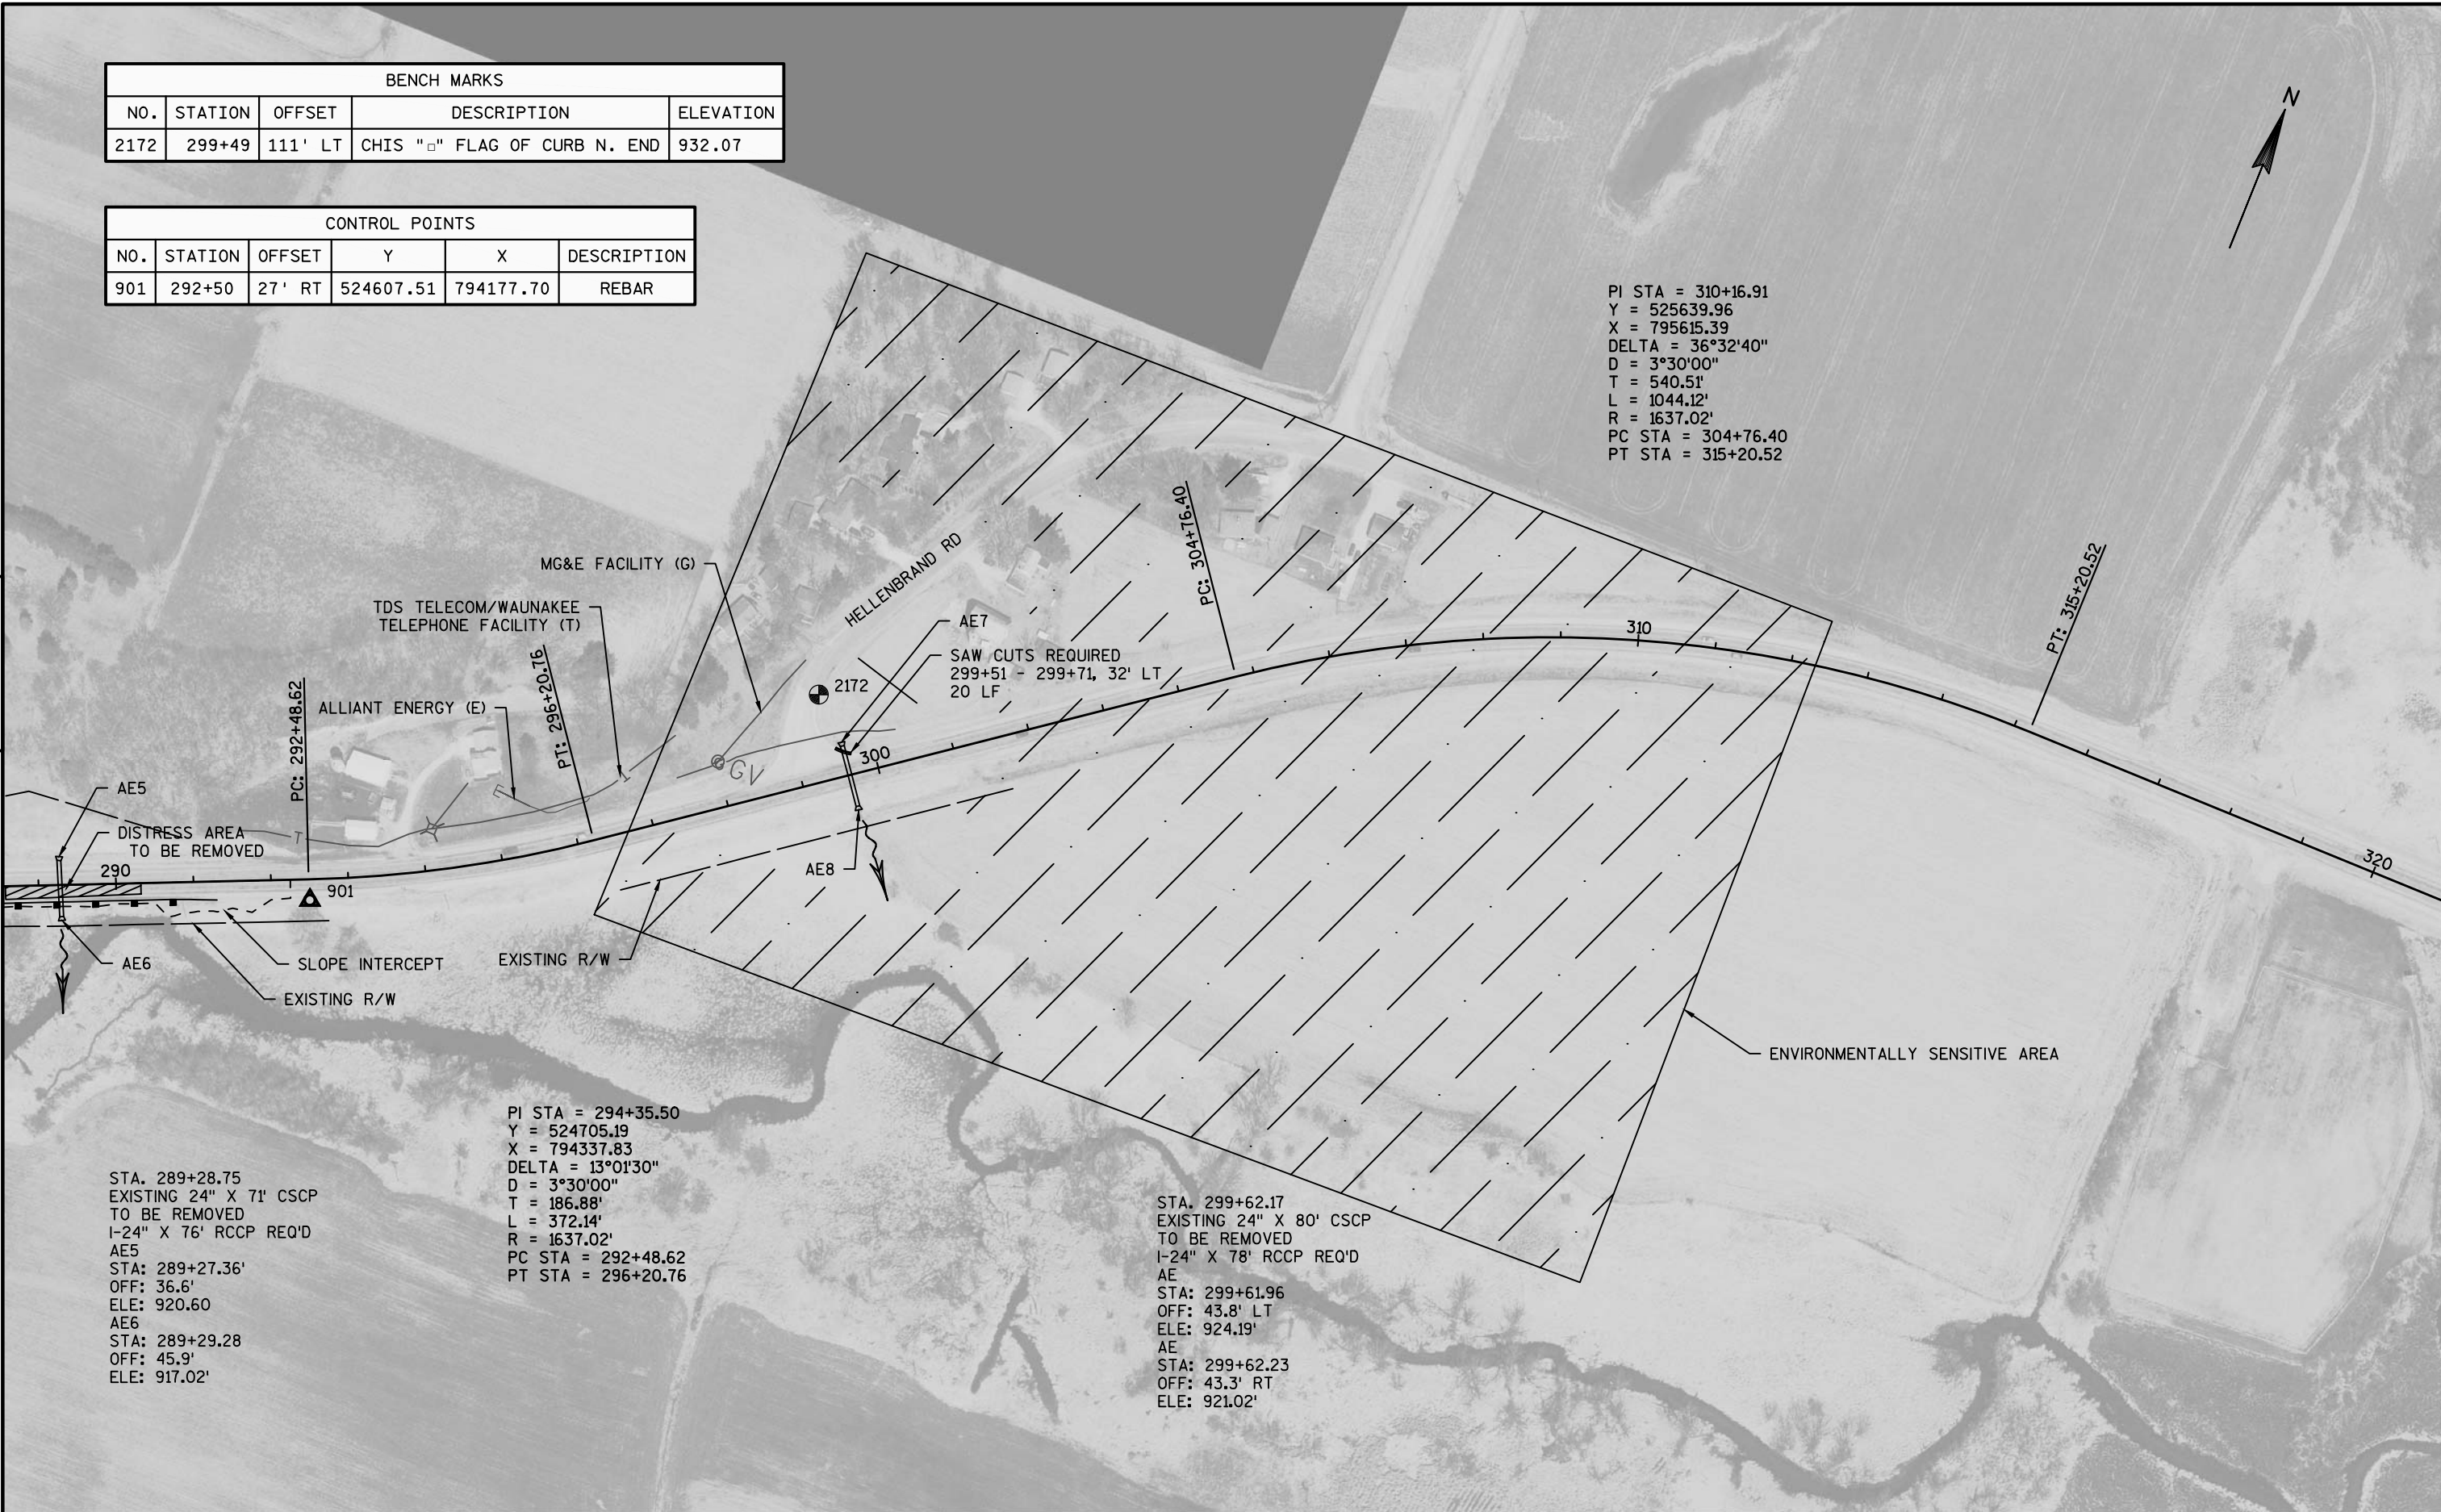 BENCH MARKS
NO. STATION OFFSET DESCRIPTION ELEVATION
2172 299+49 111' LT CHIS "□" FLAG OF CURB N. END 932.07
CONTROL POINTS
NO. STATION OFFSET Y X DESCRIPTION
901 292+50 27' RT 524607.51 794177.70 REBAR
N
PI STA = 310+16.91
Y = 525639.96
X = 795615.39
DELTA = 36°32'40"
D = 3°30'00"
T = 540.51'
L = 1044.12'
R = 1637.02'
PC STA = 304+76.40
PT STA = 315+20.52
MG&E FACILITY (G)
HELLENBRAND RD
PC: 304+76.40
PT: 315+20.52
TDS TELECOM/WAUNAKEE
TELEPHONE FACILITY (T)
AE7
SAW CUTS REQUIRED
299+51 - 299+71, 32' LT
20 LF
310
PT: 296+20.76
2172
PC: 292+48.62
ALLIANT ENERGY (E)
300
GV
G
T
T
AE5
DISTRESS AREA
TO BE REMOVED
290
901
AE8
320
AE6
SLOPE INTERCEPT
EXISTING R/W
EXISTING R/W
ENVIRONMENTALLY SENSITIVE AREA
PI STA = 294+35.50
Y = 524705.19
X = 794337.83
DELTA = 13°01'30"
D = 3°30'00"
T = 186.88'
L = 372.14'
R = 1637.02'
PC STA = 292+48.62
PT STA = 296+20.76
STA. 289+28.75
EXISTING 24" X 71' CSCP
TO BE REMOVED
1-24" X 76' RCCP REQ'D
AE5
STA: 289+27.36'
OFF: 36.6'
ELE: 920.60
AE6
STA: 289+29.28
OFF: 45.9'
ELE: 917.02'
STA. 299+62.17
EXISTING 24" X 80' CSCP
TO BE REMOVED
1-24" X 78' RCCP REQ'D
AE
STA: 299+61.96
OFF: 43.8' LT
ELE: 924.19'
AE
STA: 299+62.23
OFF: 43.3' RT
ELE: 921.02'